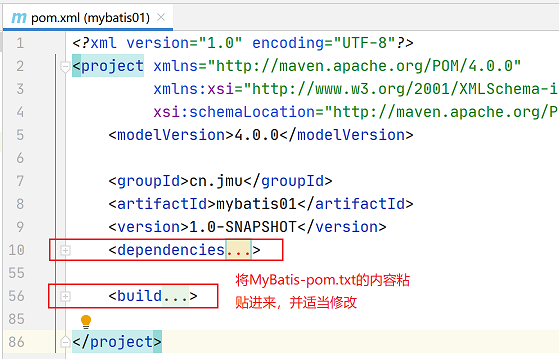 pom.xml (mybatis01)
1 <?xml version="1.0" encoding="UTF-8"?>
2 <project xmlns="http://maven.apache.org/POM/4.0.0"
3 xmlns:xsi="http://www.w3.org/2001/XMLSchema-i
4 xsi:schemaLocation="http://maven.apache.org/P
5 <modelVersion>4.0.0</modelVersion>
6
7 <groupId>cn.jmu</groupId>
8 <artifactId>mybatis01</artifactId>
9 <version>1.0-SNAPSHOT</version>
10 <dependencies...>
55 将MyBatis-pom.txt的内容粘
56 <build...> 贴进来，并适当修改
85
86 </project>